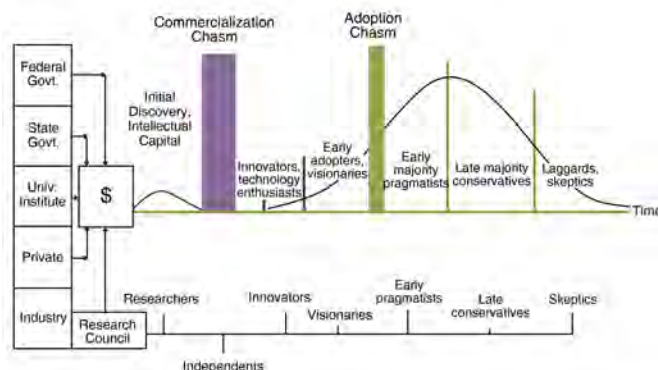 Commercialization
Chasm
Adoption
Chasm
Federal
Govt.
State
Govt.
Univ:
Institute
Private
Industry
$
Research
Council
Initial
Discovery,
Intellectual
Capital
Innovators,
technology
enthusiasts
Early
adopters,
visionaries
Early
majority
pragmatists
Late majority
conservatives
Laggards,
skeptics
Time
Researchers
Independents
Innovators
Visionaries
Early
pragmatists
Late
conservatives
Skeptics